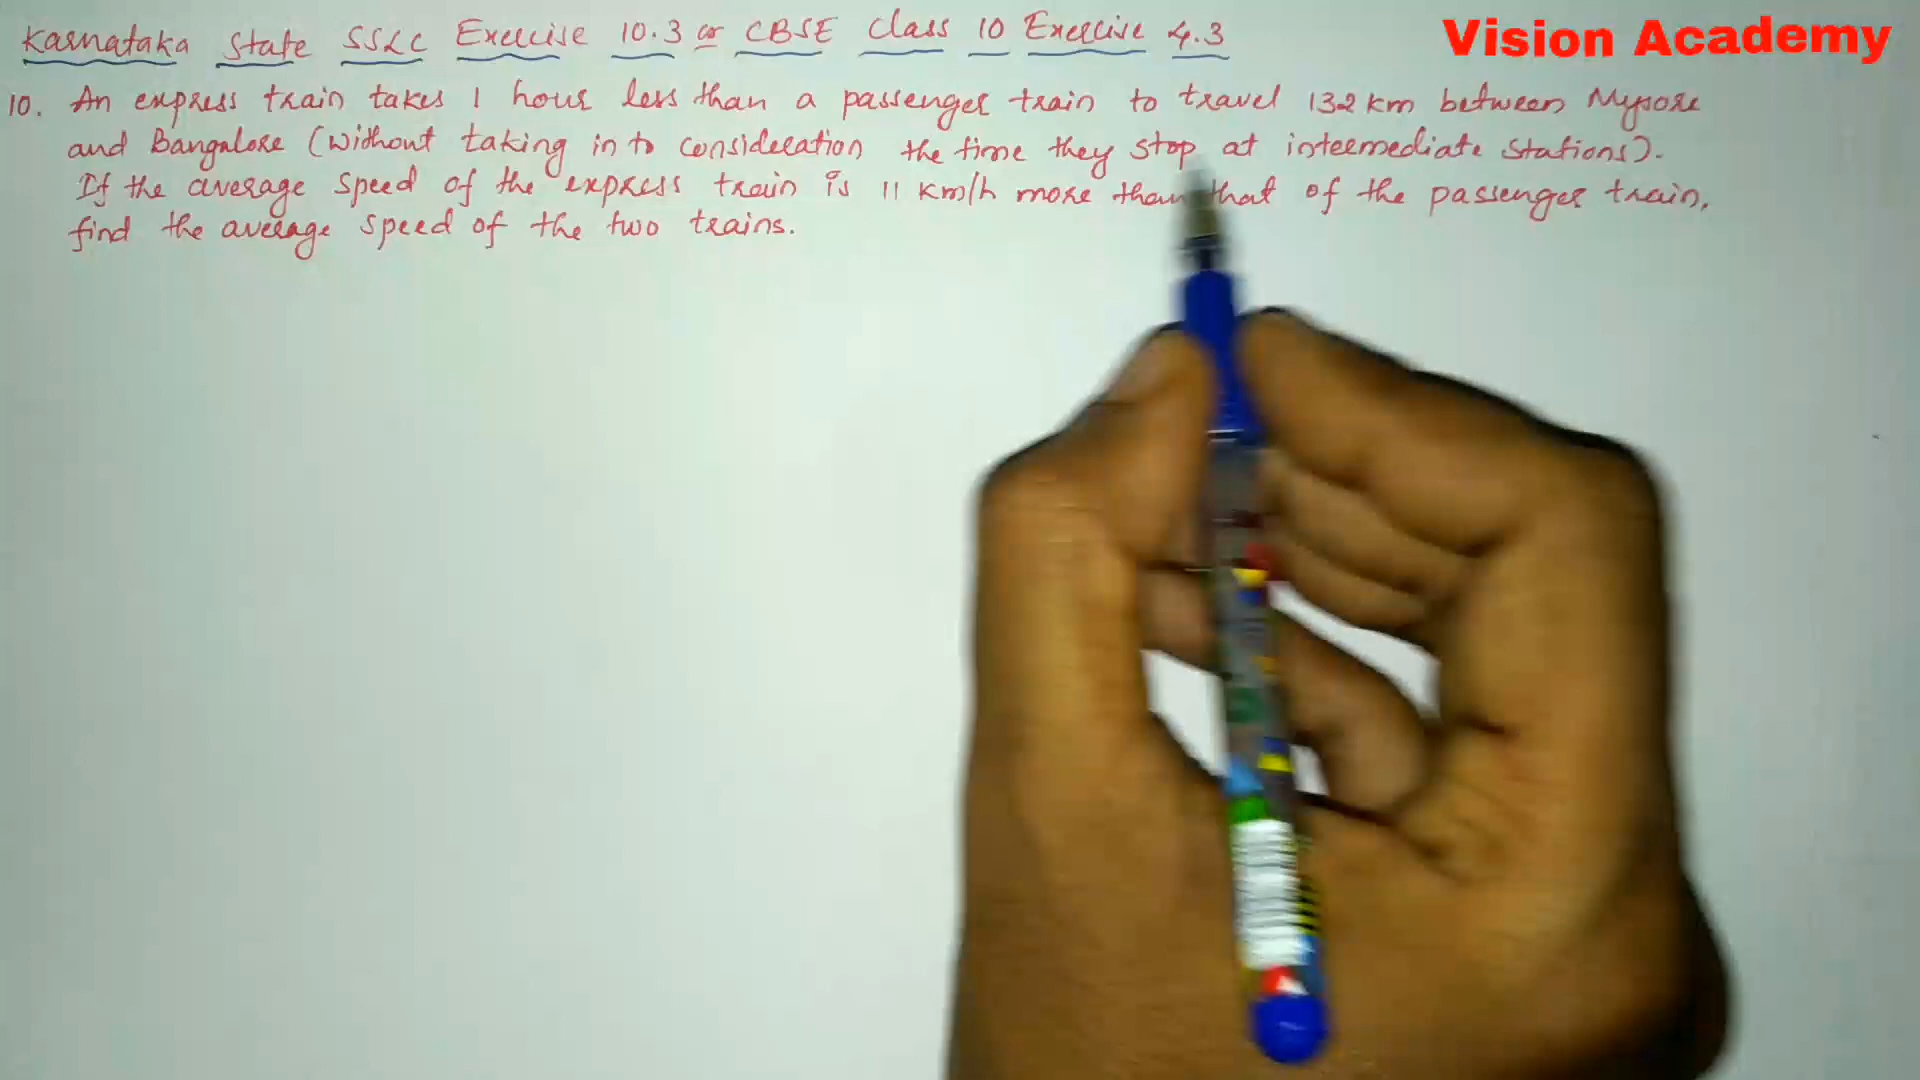 Karnataka State SSLC Exercise 10.3 or CBSE Class 10 Exercise 4.3
Vision Academy
10. An express train takes 1 hour less than a passenger train to travel 132 km between Mysore
and Bangalore (Without taking in to consideration the time they stop at intermediate Stations).
If the average speed of the express train is 11 km/h more than that of the passenger train,
find the average speed of the two trains.